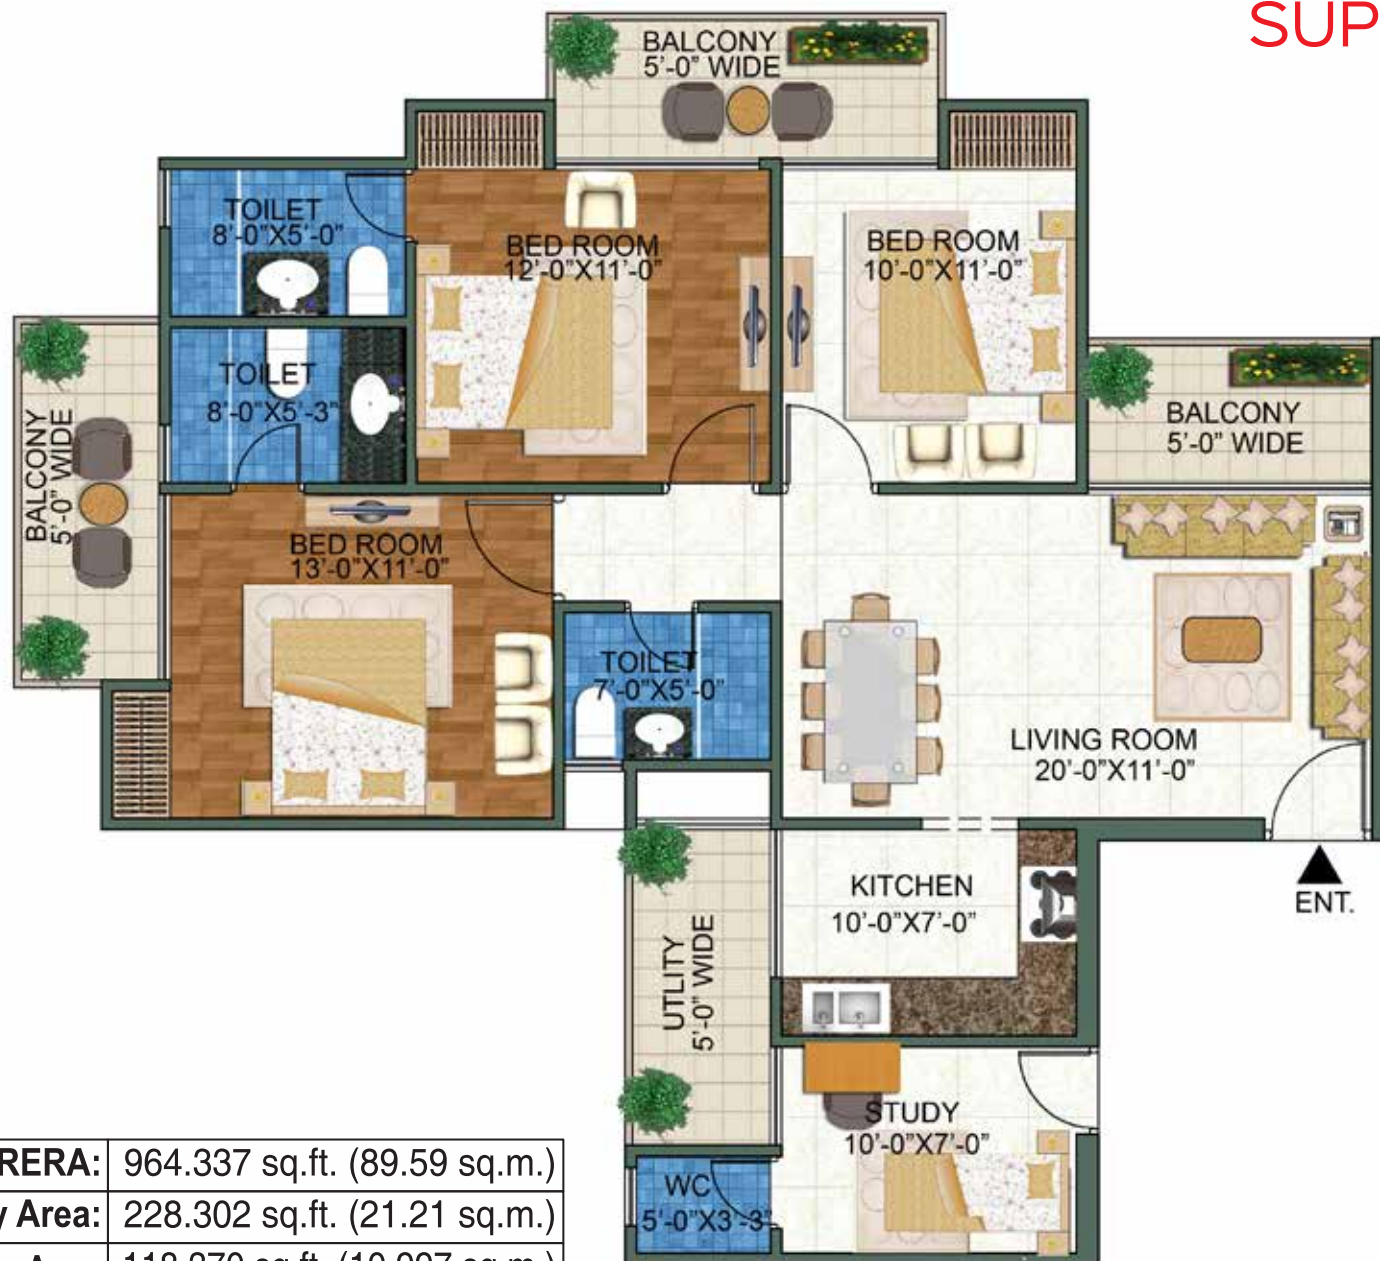 SUP
BALCONY
5'-0" WIDE
TOILET
8'-0"X5'-0"
BED ROOM
12'-0"X11'-0"
BED ROOM
10'-0"X11'-0"
TOILET
8'-0"X5'-3"
BALCONY
5'-0" WIDE
BALCONY
5'-0" WIDE
BED ROOM
13'-0"X11'-0"
TOILET
7'-0"X5'-0"
LIVING ROOM
20'-0"X11'-0"
KITCHEN
10'-0"X7'-0"
ENT.
UTLITY
5'-0" WIDE
STUDY
10'-0"X7'-0"
WC
5'-0"X3'-3"
RERA: 964.337 sq.ft. (89.59 sq.m.)
y Area: 228.302 sq.ft. (21.21 sq.m.)